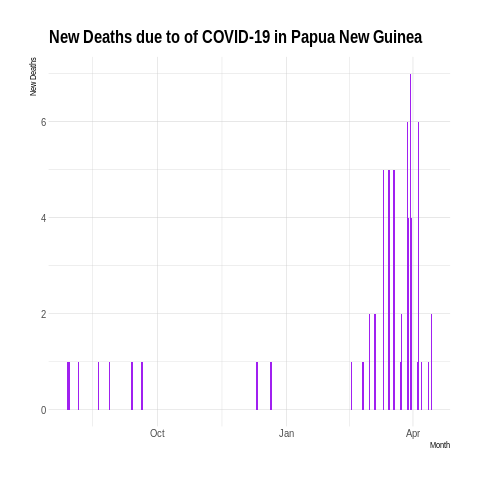 New Deaths due to of COVID-19 in Papua New Guinea
New Deaths
6
4
2
0
Oct
Jan
Apr
Month